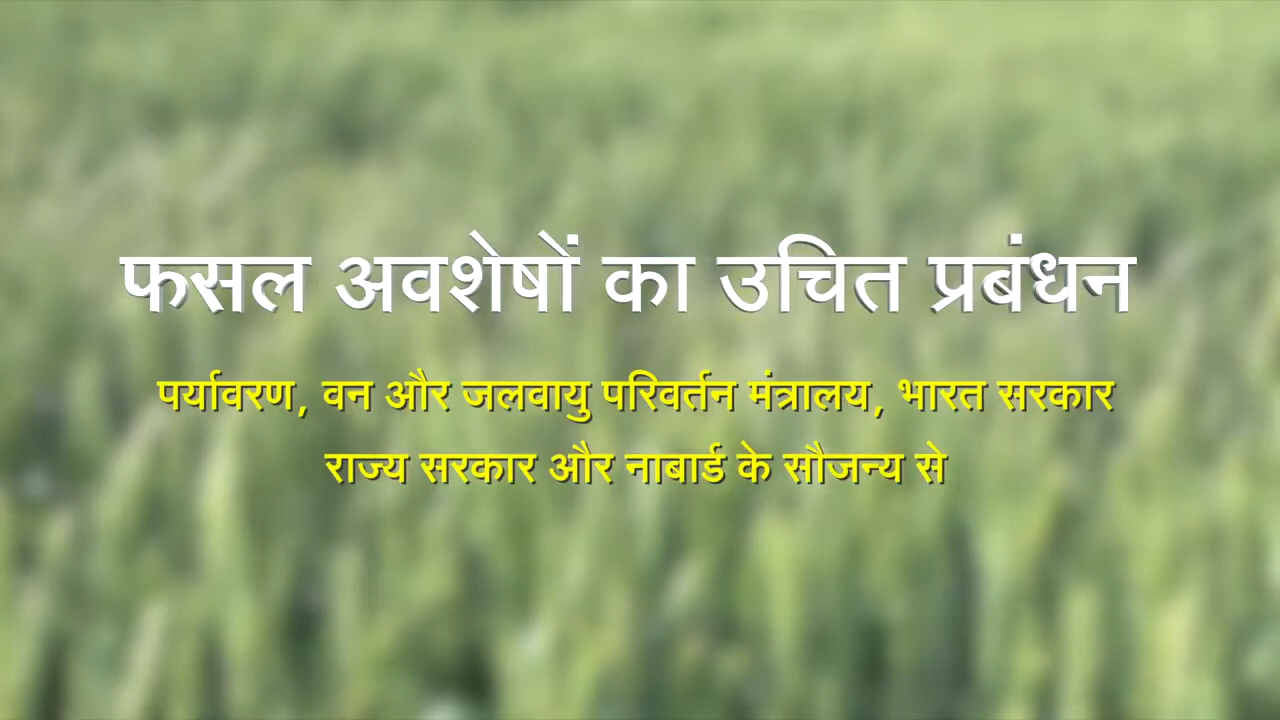 फसल अवशेषों का उचित प्रबंधन
पर्यावरण, वन और जलवायु परिवर्तन मंत्रालय, भारत सरकार
राज्य सरकार और नाबार्ड के सौजन्य से